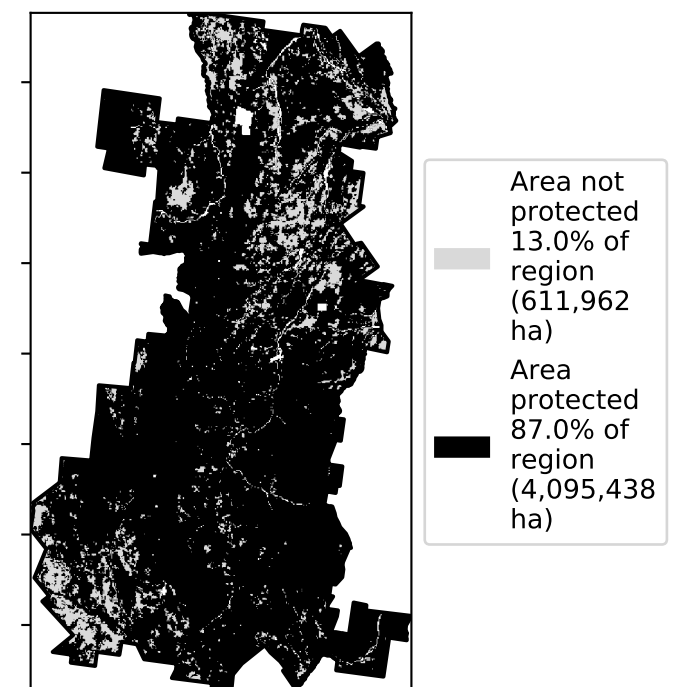 Area not
protected
13.0% of
region
(611,962
ha)
Area
protected
87.0% of
region
(4,095,438
ha)